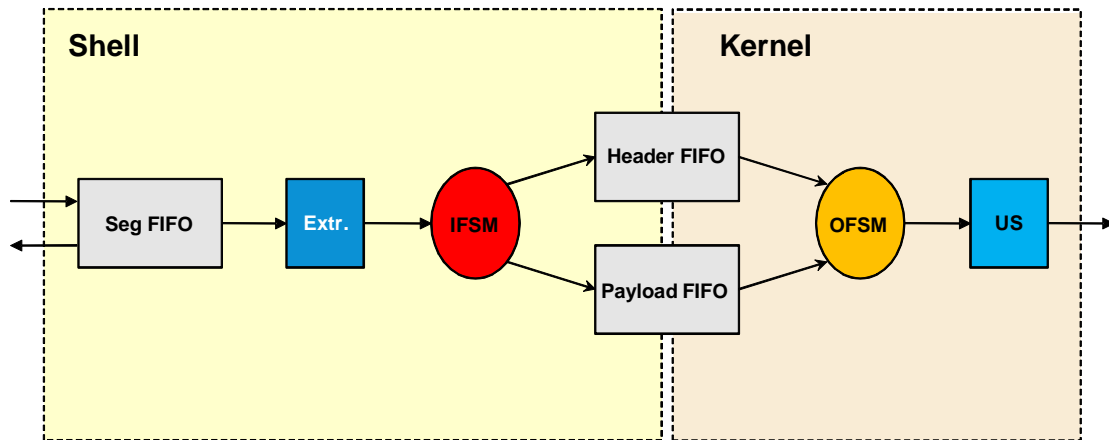 Shell
Kernel
Header FIFO
Seg FIFO
Extr.
IFSM
OFSM
US
Payload FIFO